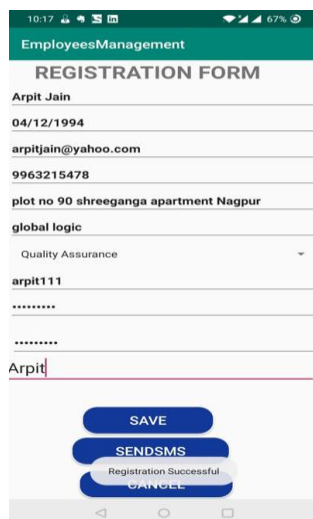 10:17 67%
EmployeesManagement
REGISTRATION FORM
Arpit Jain
04/12/1994
arpitjain@yahoo.com
9963215478
plot no 90 shreeganga apartment Nagpur
global logic
Quality Assurance
arpit111
•••••••••
•••••••••
Arpit
SAVE
SENDSMS
Registration Successful
CANCEL